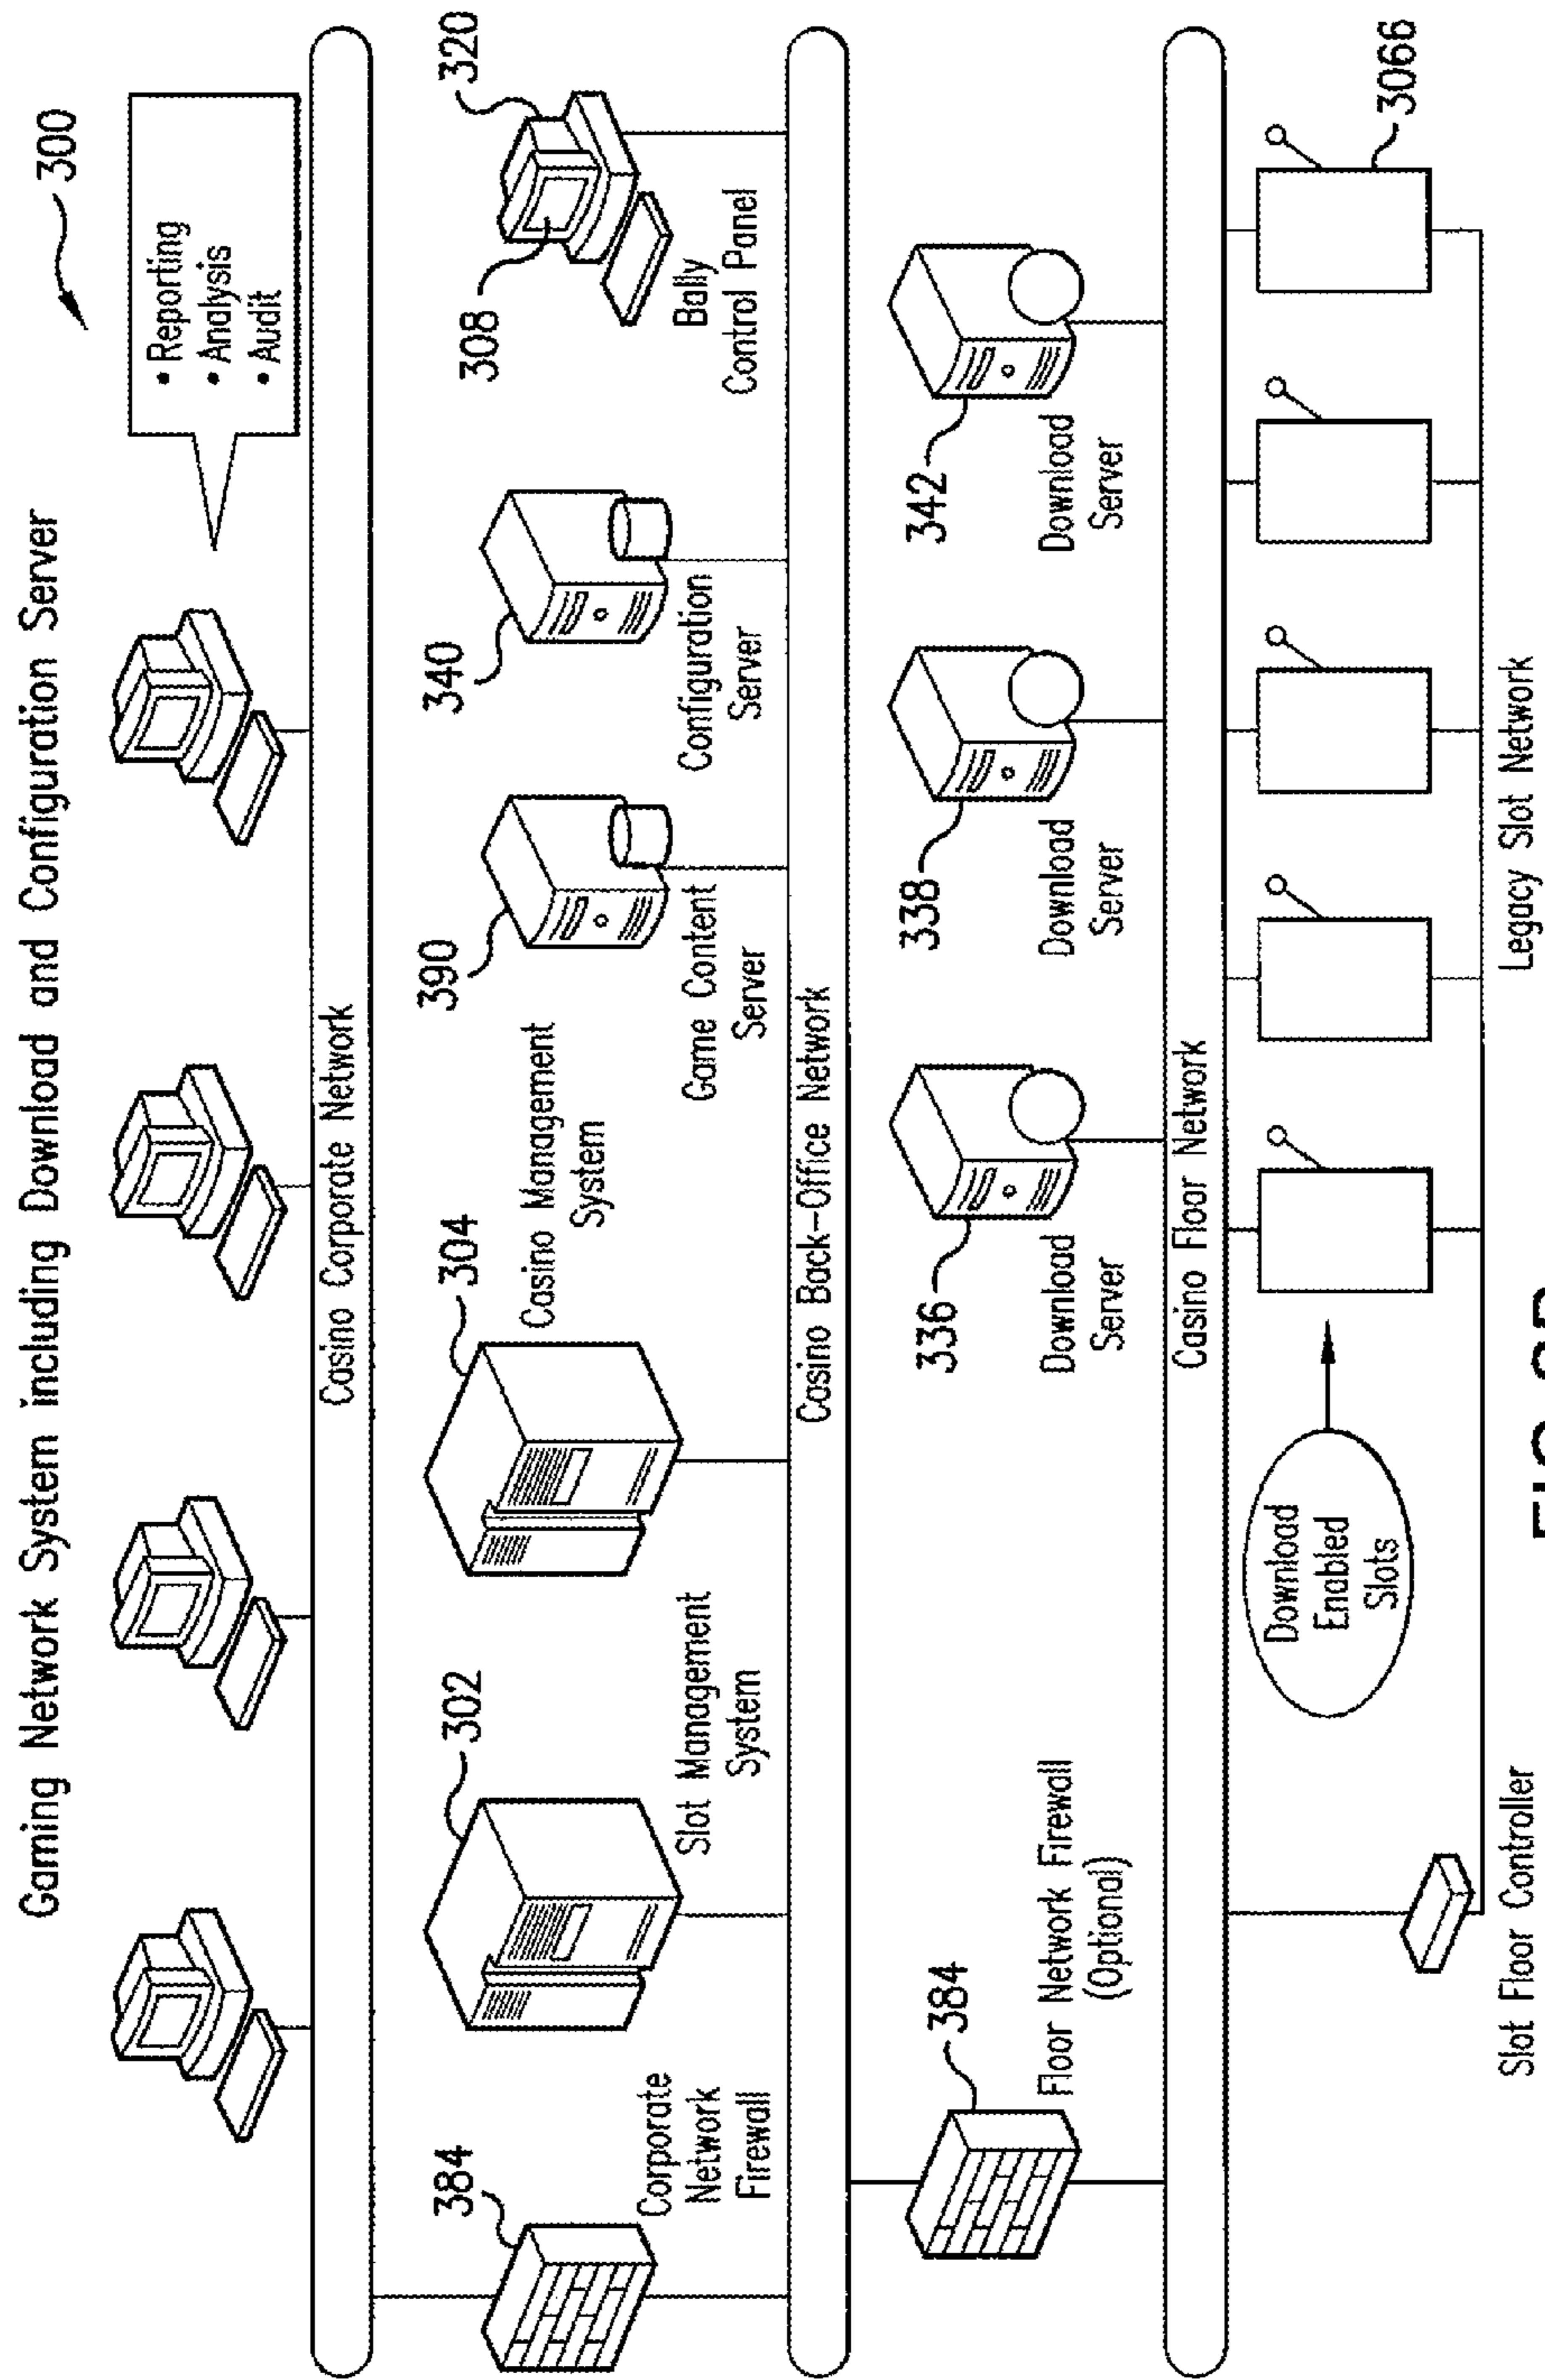 Gaming Network System including Download and Configuration Server
300
• Reporting
• Analysis
• Audit
Casino Corporate Network
384
Corporate
Network
Firewall
302
Slot Management
System
304
Casino Management
System
390
Game Content
Server
340
Configuration
Server
308
320
Bally
Control Panel
Casino Back-Office Network
384
Floor Network Firewall
(Optional)
336
Download
Server
338
Download
Server
342
Download
Server
Casino Floor Network
Download
Enabled
Slots
3066
Slot Floor Controller
Legacy Slot Network